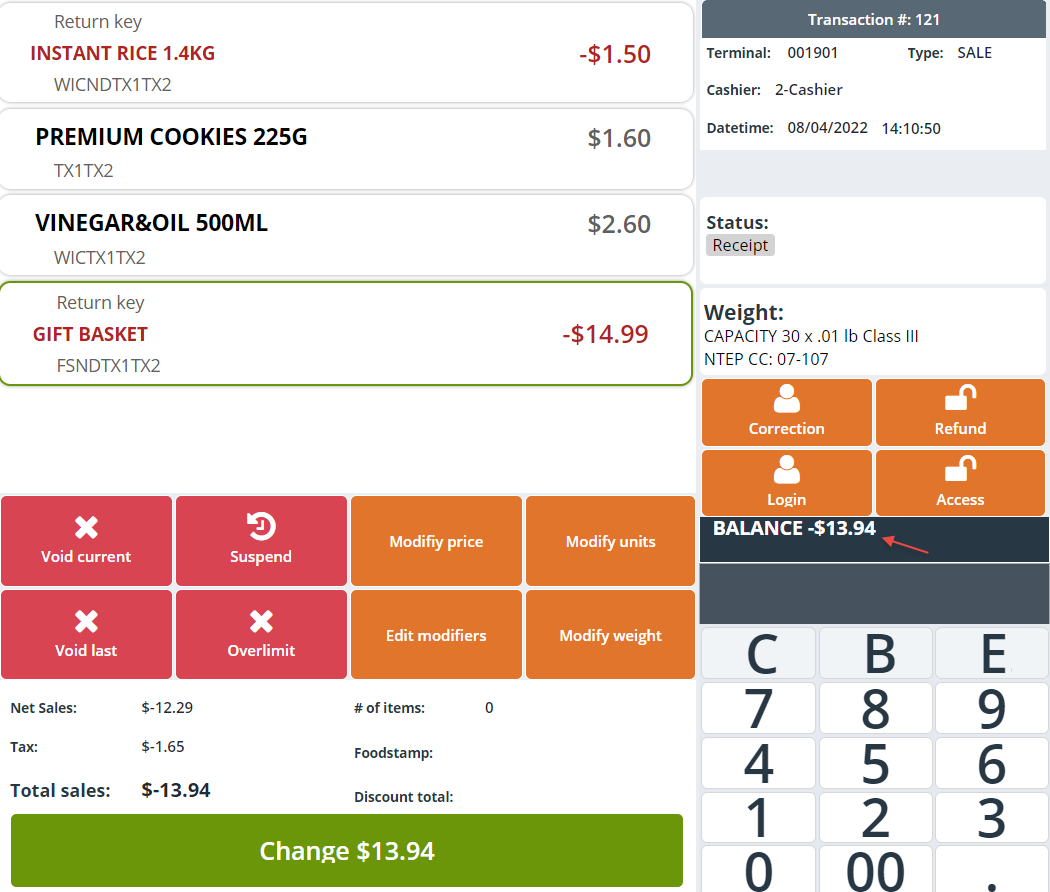 Return key
INSTANT RICE 1.4KG -$1.50
WICNDTX1TX2
PREMIUM COOKIES 225G $1.60
TX1TX2
VINEGAR&OIL 500ML $2.60
WICTX1TX2
Return key
GIFT BASKET -$14.99
FSNDTX1TX2
Void current
Suspend
Modifiy price
Modify units
Void last
Overlimit
Edit modifiers
Modify weight
Net Sales: $-12.29 # of items: 0
Tax: $-1.65 Foodstamp:
Total sales: $-13.94 Discount total:
Change $13.94
Transaction #: 121
Terminal: 001901 Type: SALE
Cashier: 2-Cashier
Datetime: 08/04/2022 14:10:50
Status:
Receipt
Weight:
CAPACITY 30 x .01 lb Class III
NTEP CC: 07-107
Correction
Refund
Login
Access
BALANCE -$13.94
C B E
7 8 9
4 5 6
1 2 3
0 00 .